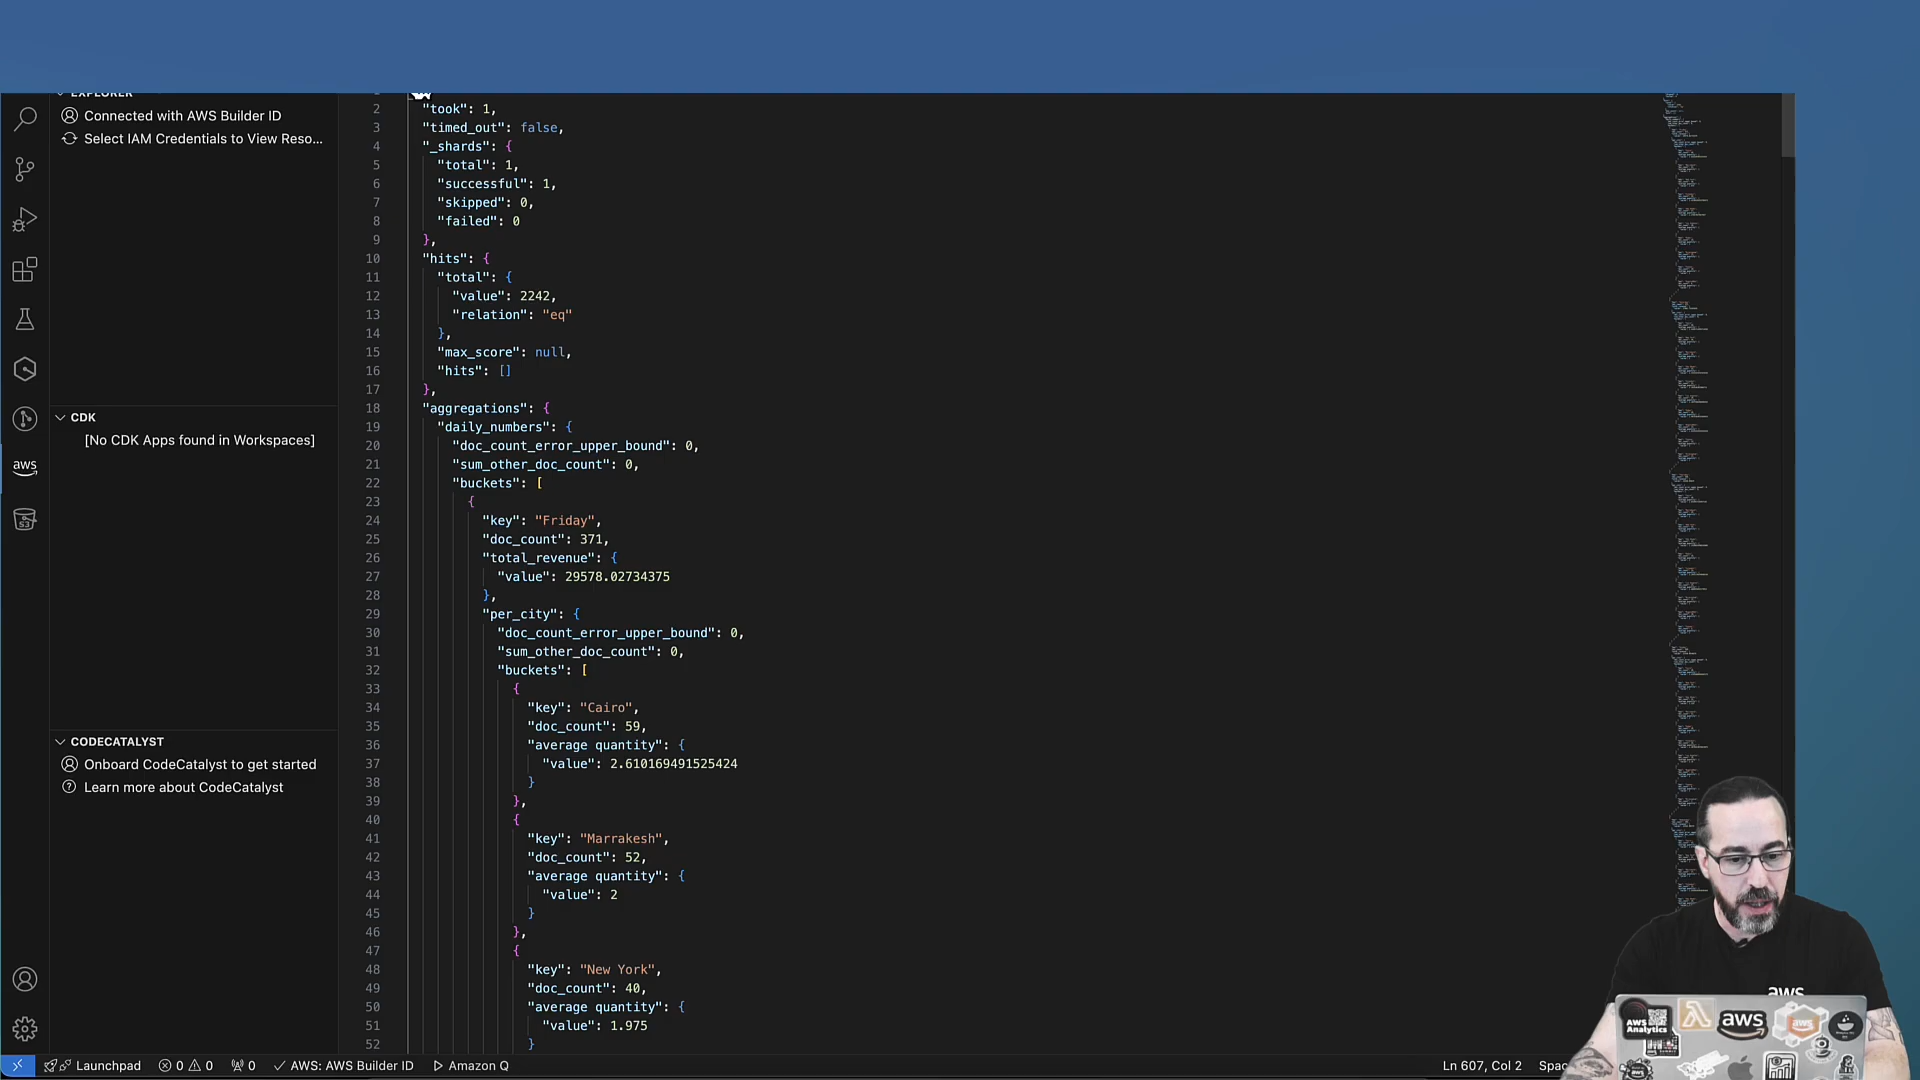 EXPLORER
Connected with AWS Builder ID
Select IAM Credentials to View Reso...
CDK
[No CDK Apps found in Workspaces]
aws
S3
CODECATALYST
Onboard CodeCatalyst to get started
Learn more about CodeCatalyst
2 "took": 1,
3 "timed_out": false,
4 "_shards": {
5 "total": 1,
6 "successful": 1,
7 "skipped": 0,
8 "failed": 0
9 },
10 "hits": {
11 "total": {
12 "value": 2242,
13 "relation": "eq"
14 },
15 "max_score": null,
16 "hits": []
17 },
18 "aggregations": {
19 "daily_numbers": {
20 "doc_count_error_upper_bound": 0,
21 "sum_other_doc_count": 0,
22 "buckets": [
23 {
24 "key": "Friday",
25 "doc_count": 371,
26 "total_revenue": {
27 "value": 29578.02734375
28 },
29 "per_city": {
30 "doc_count_error_upper_bound": 0,
31 "sum_other_doc_count": 0,
32 "buckets": [
33 {
34 "key": "Cairo",
35 "doc_count": 59,
36 "average quantity": {
37 "value": 2.610169491525424
38 }
39 },
40 {
41 "key": "Marrakesh",
42 "doc_count": 52,
43 "average quantity": {
44 "value": 2
45 }
46 },
47 {
48 "key": "New York",
49 "doc_count": 40,
50 "average quantity": {
51 "value": 1.975
52 }
aws
AWS Analytics
aws
Launchpad
0
0
0
AWS: AWS Builder ID
Amazon Q
Ln 607, Col 2
Spac